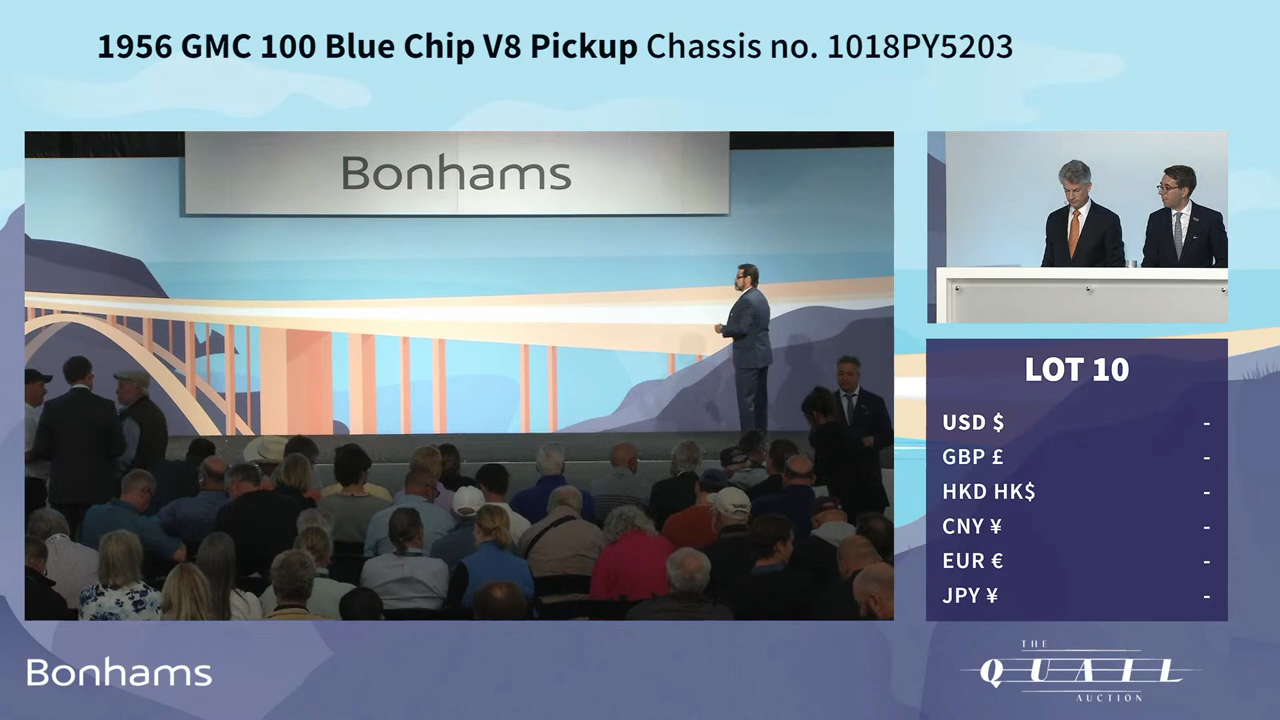 1956 GMC 100 Blue Chip V8 Pickup Chassis no. 1018PY5203
Bonhams
LOT 10
USD $ -
GBP £ -
HKD HK$ -
CNY ¥ -
EUR € -
JPY ¥ -
Bonhams
THE
QUAIL
AUCTION